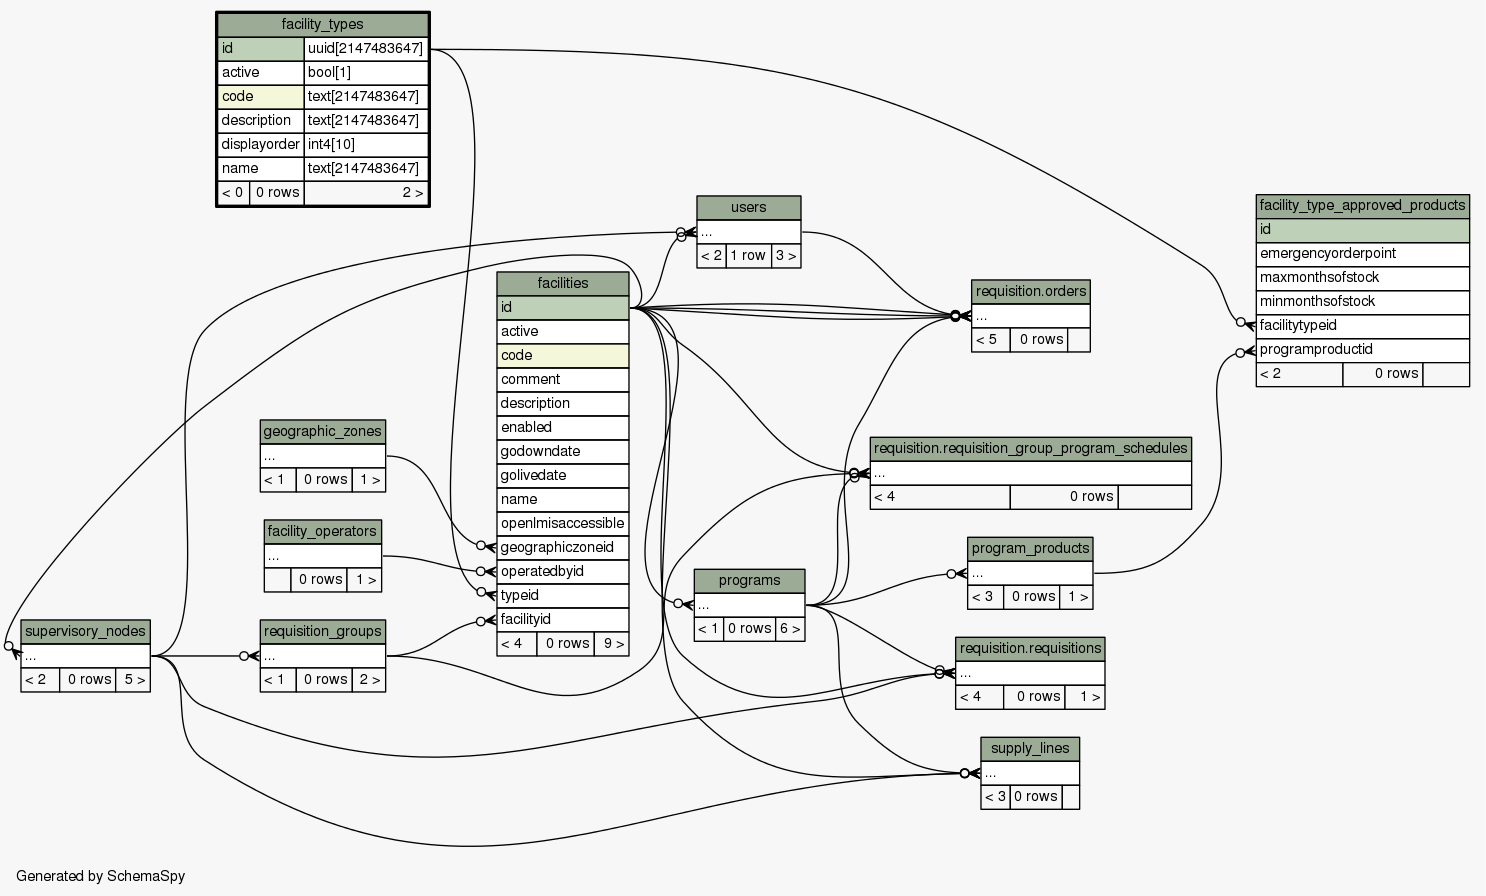 facility_types
id uuid[2147483647]
active bool[1]
code text[2147483647]
description text[2147483647]
displayorder int4[10]
name text[2147483647]
< 0 0 rows 2 >
users
...
< 2 1 row 3 >
facility_type_approved_products
id
emergencyorderpoint
maxmonthsofstock
minmonthsofstock
facilitytypeid
programproductid
< 2 0 rows
facilities
id
active
code
comment
description
enabled
godowndate
golivedate
name
openlmisaccessible
geographiczoneid
operatedbyid
typeid
facilityid
< 4 0 rows 9 >
requisition.orders
...
< 5 0 rows
geographic_zones
...
< 1 0 rows 1 >
requisition.requisition_group_program_schedules
...
< 4 0 rows
facility_operators
...
0 rows 1 >
program_products
...
< 3 0 rows 1 >
programs
...
< 1 0 rows 6 >
supervisory_nodes
...
< 2 0 rows 5 >
requisition_groups
...
< 1 0 rows 2 >
requisition.requisitions
...
< 4 0 rows 1 >
supply_lines
...
< 3 0 rows
Generated by SchemaSpy